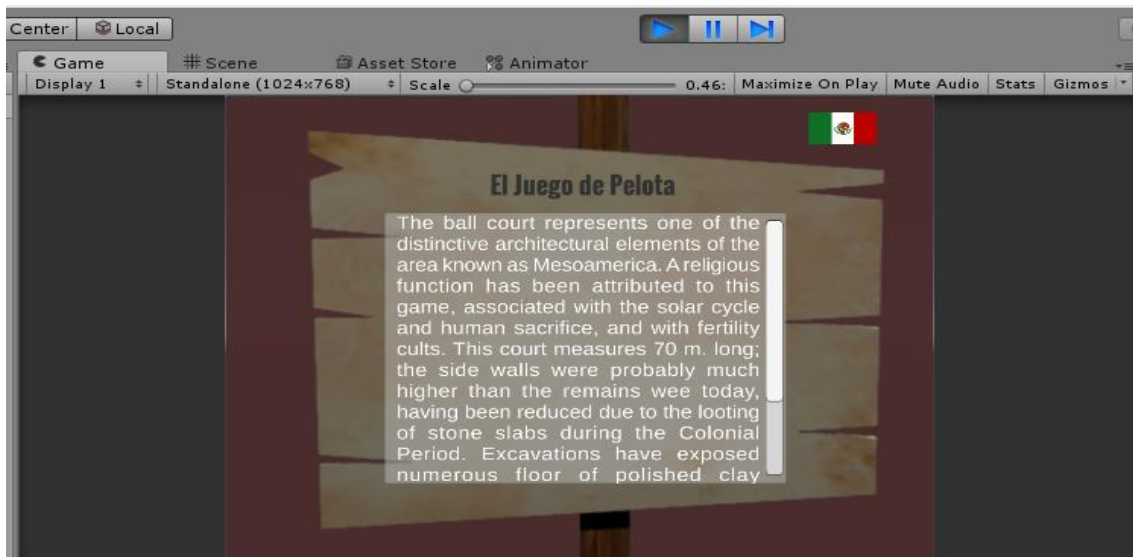 Center Local
Game Scene Asset Store Animator
Display 1 Standalone (1024x768) Scale 0.46: Maximize On Play Mute Audio Stats Gizmos
El Juego de Pelota
The ball court represents one of the
distinctive architectural elements of the
area known as Mesoamerica. A religious
function has been attributed to this
game, associated with the solar cycle
and human sacrifice, and with fertility
cults. This court measures 70 m. long;
the side walls were probably much
higher than the remains wee today,
having been reduced due to the looting
of stone slabs during the Colonial
Period. Excavations have exposed
numerous floor of polished clay